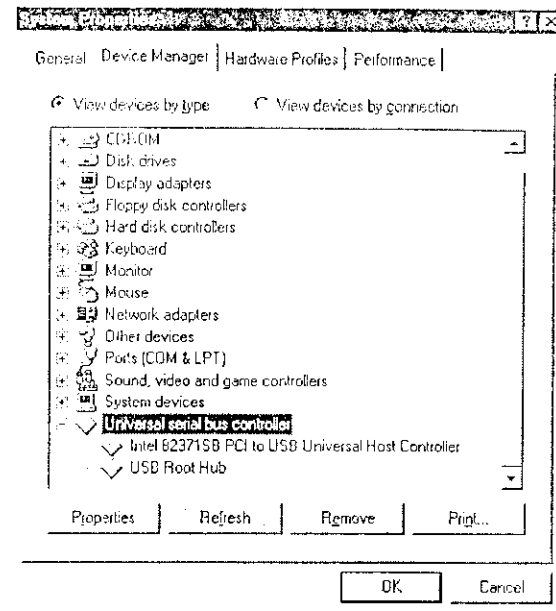 System Properties
General Device Manager Hardware Profiles Performance
View devices by type View devices by connection
CDROM
Disk drives
Display adapters
Floppy disk controllers
Hard disk controllers
Keyboard
Monitor
Mouse
Network adapters
Other devices
Ports (COM & LPT)
Sound, video and game controllers
System devices
Universal serial bus controller
Intel 82371SB PCI to USB Universal Host Controller
USB Root Hub
Properties Refresh Remove Print...
OK Cancel